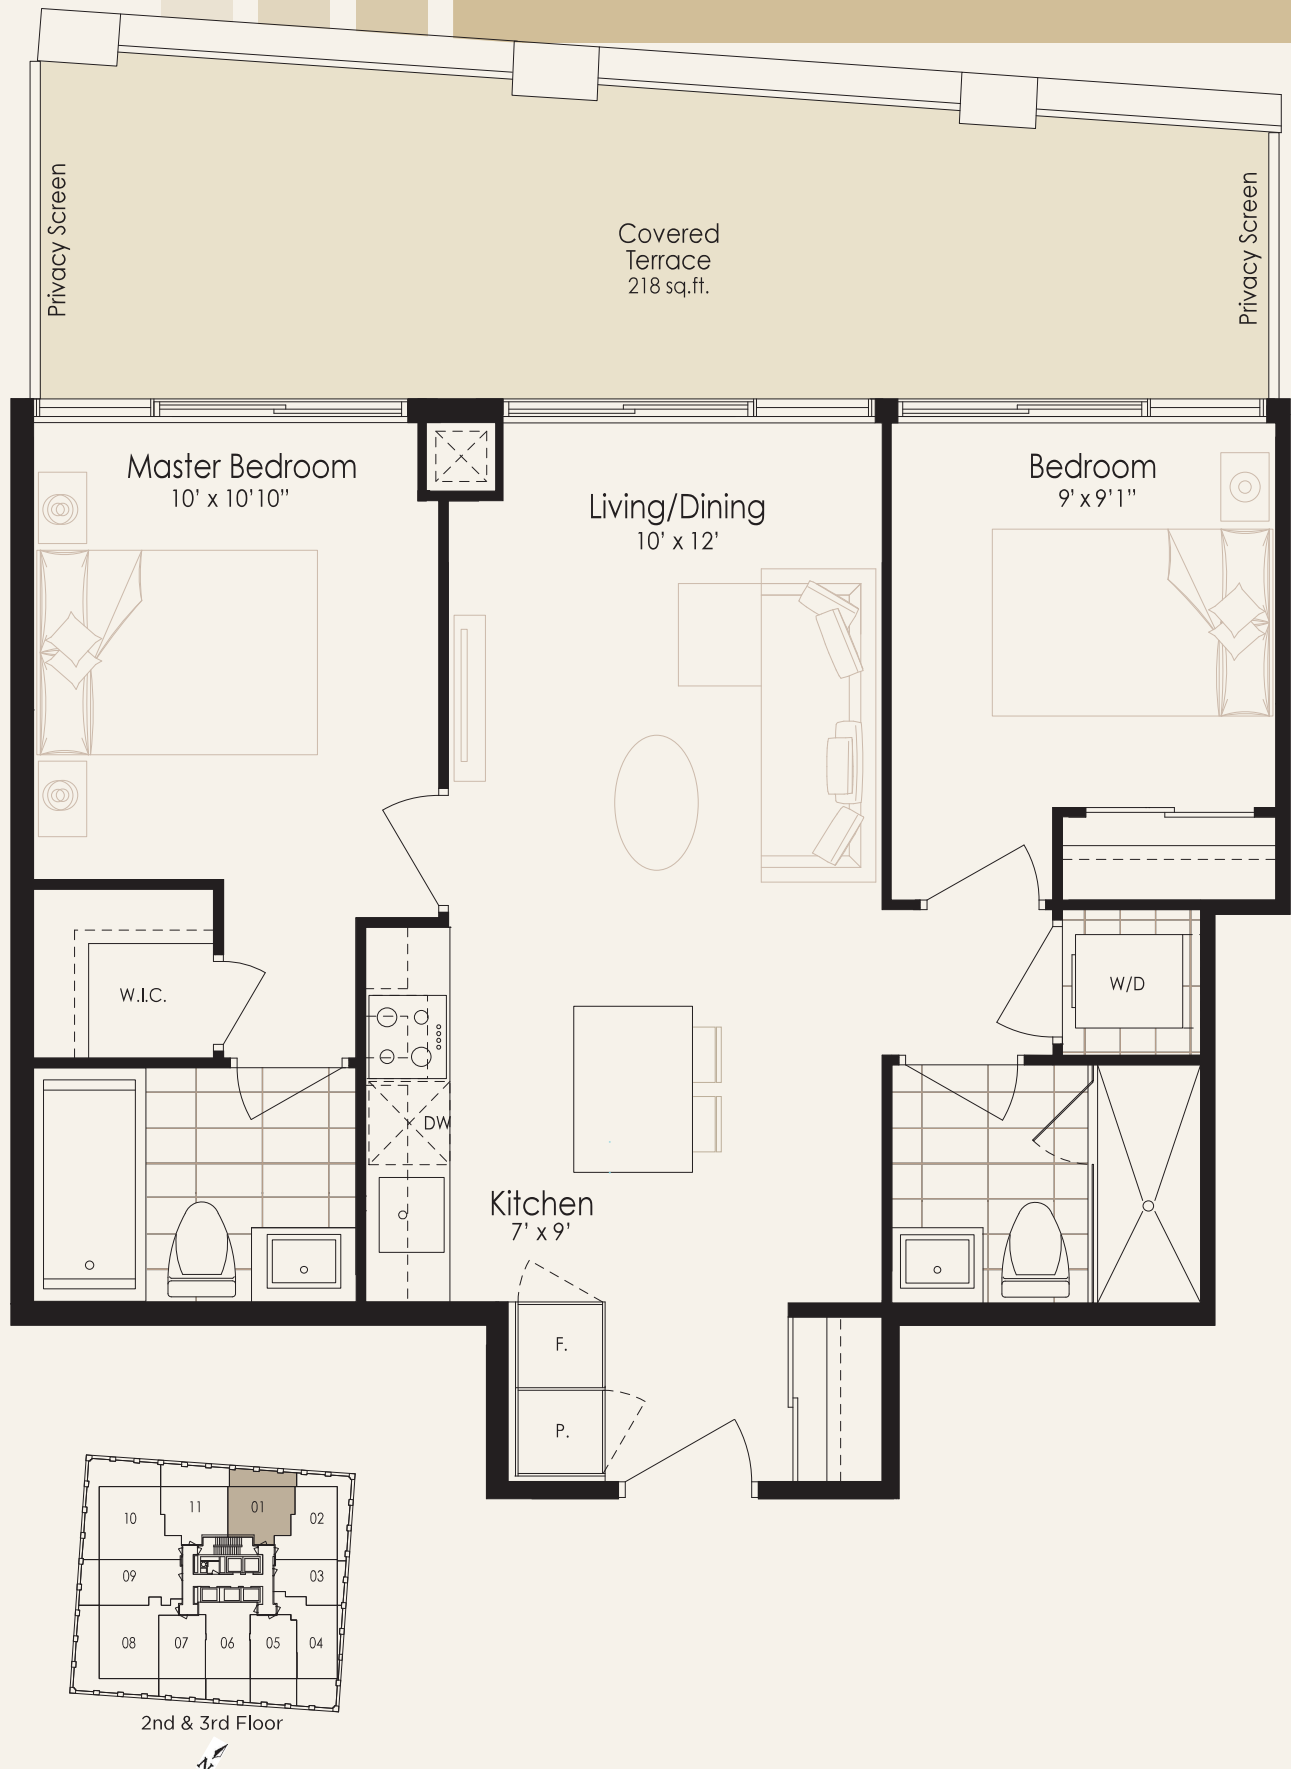 Privacy Screen
Covered
Terrace
218 sq.ft.
Privacy Screen
Master Bedroom
10' x 10'10"
Living/Dining
10' x 12'
Bedroom
9' x 9'1"
W.I.C.
W/D
DW
Kitchen
7' x 9'
F.
P.
10
11
01
02
09
03
08
07
06
05
04
2nd & 3rd Floor
N